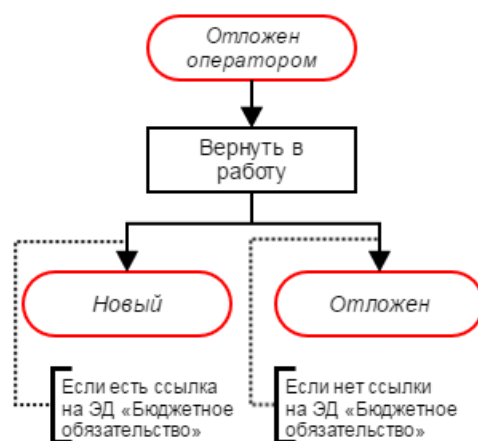 Отложен
оператором
Вернуть в
работу
Новый
Отложен
Если есть ссылка
на ЭД «Бюджетное
обязательство»
Если нет ссылки
на ЭД «Бюджетное
обязательство»